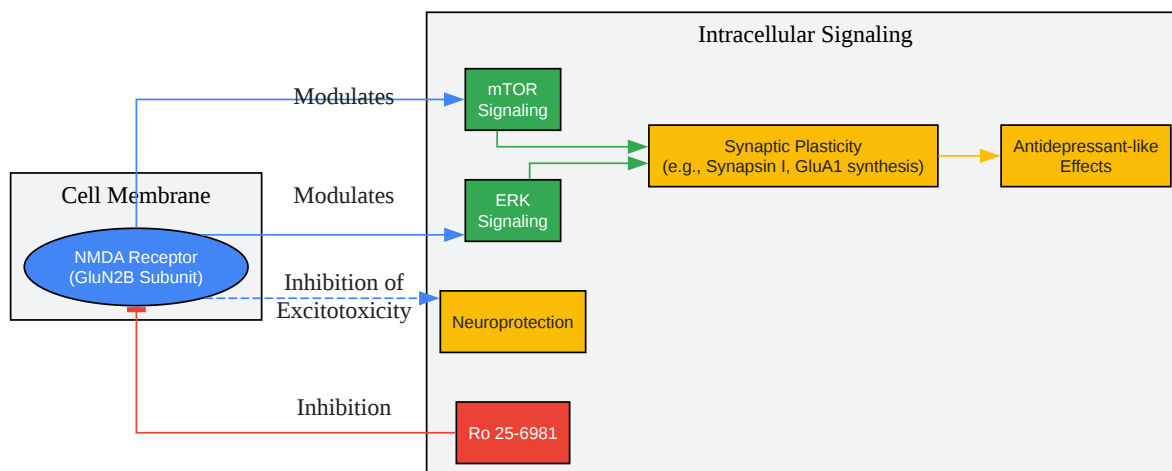 Intracellular Signaling
Modulates
mTOR
Signaling
Synaptic Plasticity
(e.g., Synapsin I, GluA1 synthesis)
Antidepressant-like
Effects
Cell Membrane
Modulates
ERK
Signaling
NMDA Receptor
(GluN2B Subunit)
Inhibition of
Excitotoxicity
Neuroprotection
Inhibition
Ro 25-6981